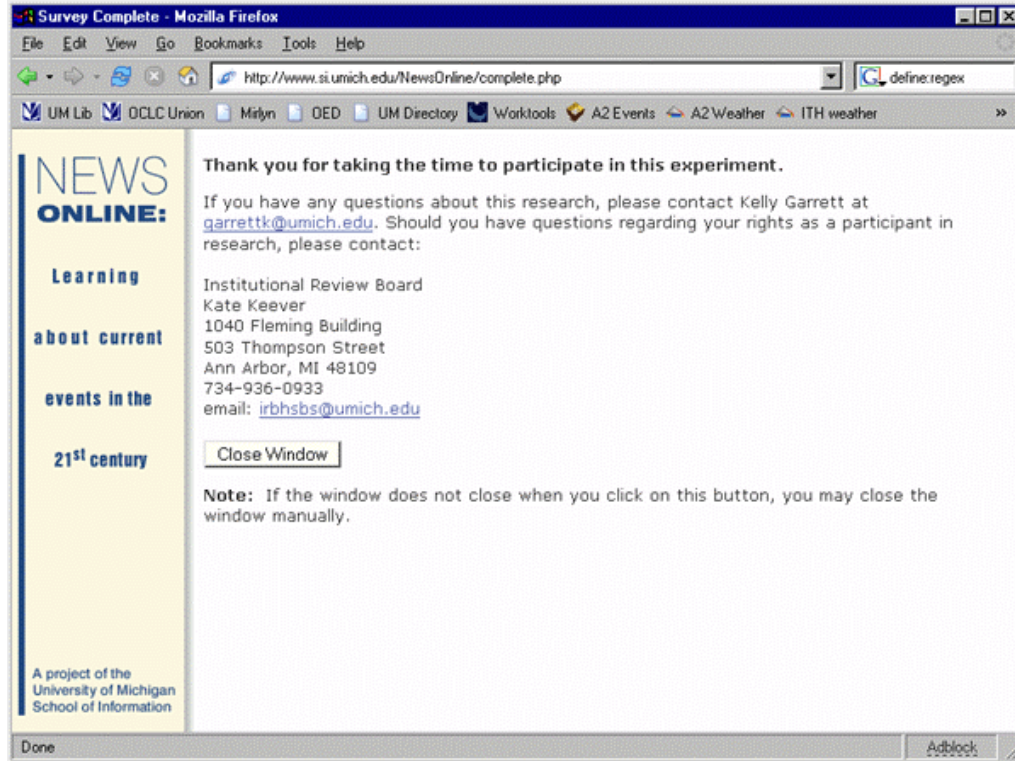 Survey Complete - Mozilla Firefox
File Edit View Go Bookmarks Tools Help
http://www.si.umich.edu/NewsOnline/complete.php define:regex
UM Lib OCLC Union Mirlyn OED UM Directory Worktools A2 Events A2 Weather ITH weather »
NEWS
ONLINE:
Learning
about current
events in the
21st century
A project of the
University of Michigan
School of Information
Thank you for taking the time to participate in this experiment.
If you have any questions about this research, please contact Kelly Garrett at
garrettk@umich.edu. Should you have questions regarding your rights as a participant in
research, please contact:
Institutional Review Board
Kate Keever
1040 Fleming Building
503 Thompson Street
Ann Arbor, MI 48109
734-936-0933
email: irbhsbs@umich.edu
Close Window
Note: If the window does not close when you click on this button, you may close the
window manually.
Done Adblock